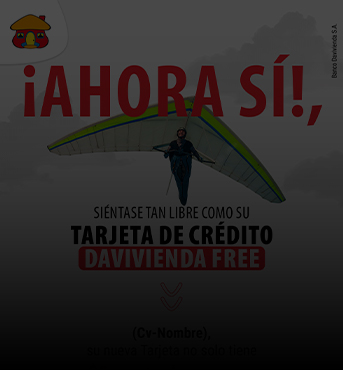 Banco Davivienda S.A.
¡AHORA SÍ!,
SIÉNTASE TAN LIBRE COMO SU
TARJETA DE CRÉDITO
DAVIVIENDA FREE
(Cv-Nombre),